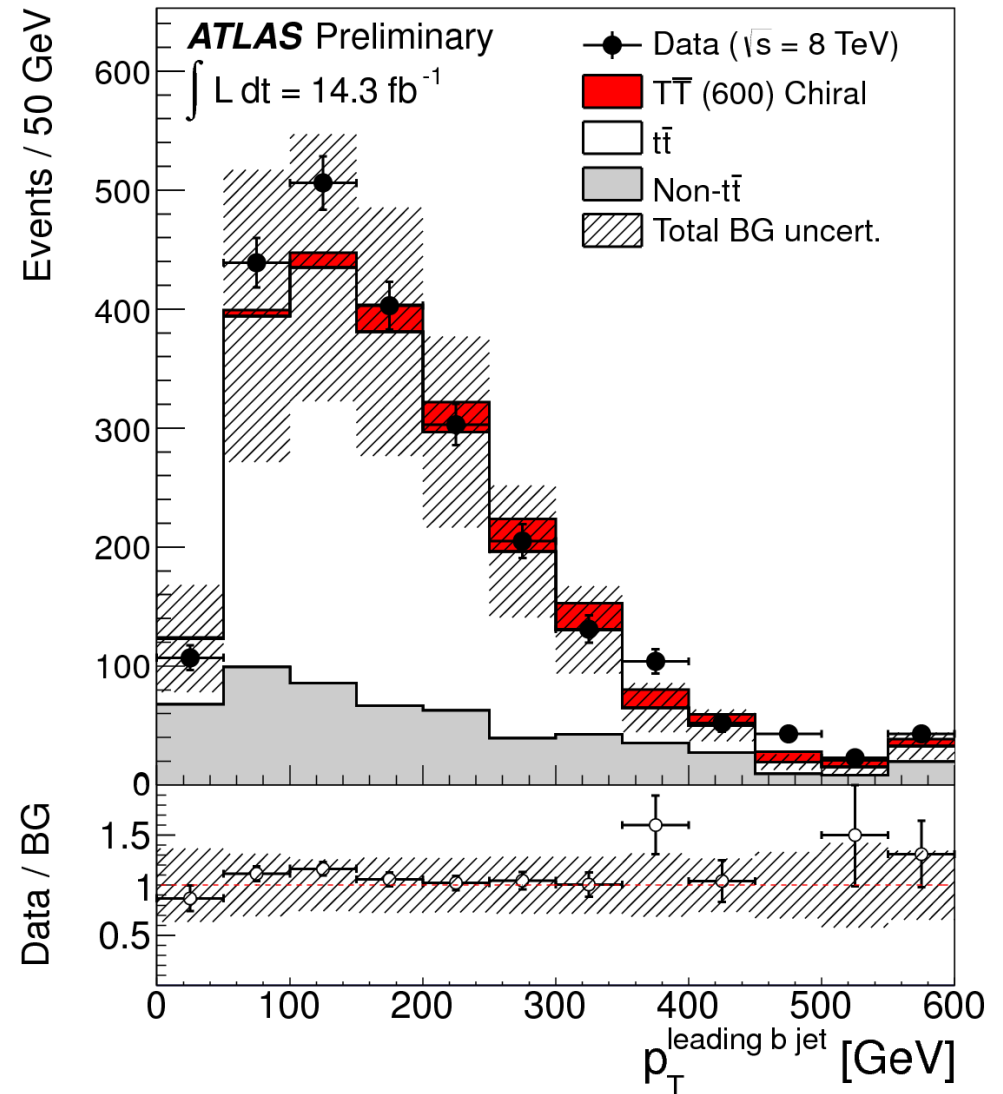 ATLAS Preliminary
∫ L dt = 14.3 fb⁻¹
Data (√s = 8 TeV)
TT̅ (600) Chiral
tt̅
Non-tt̅
Total BG uncert.
Events / 50 GeV
600
500
400
300
200
100
0
Data / BG
1.5
1
0.5
0 100 200 300 400 500 600
p_T^{leading b jet} [GeV]